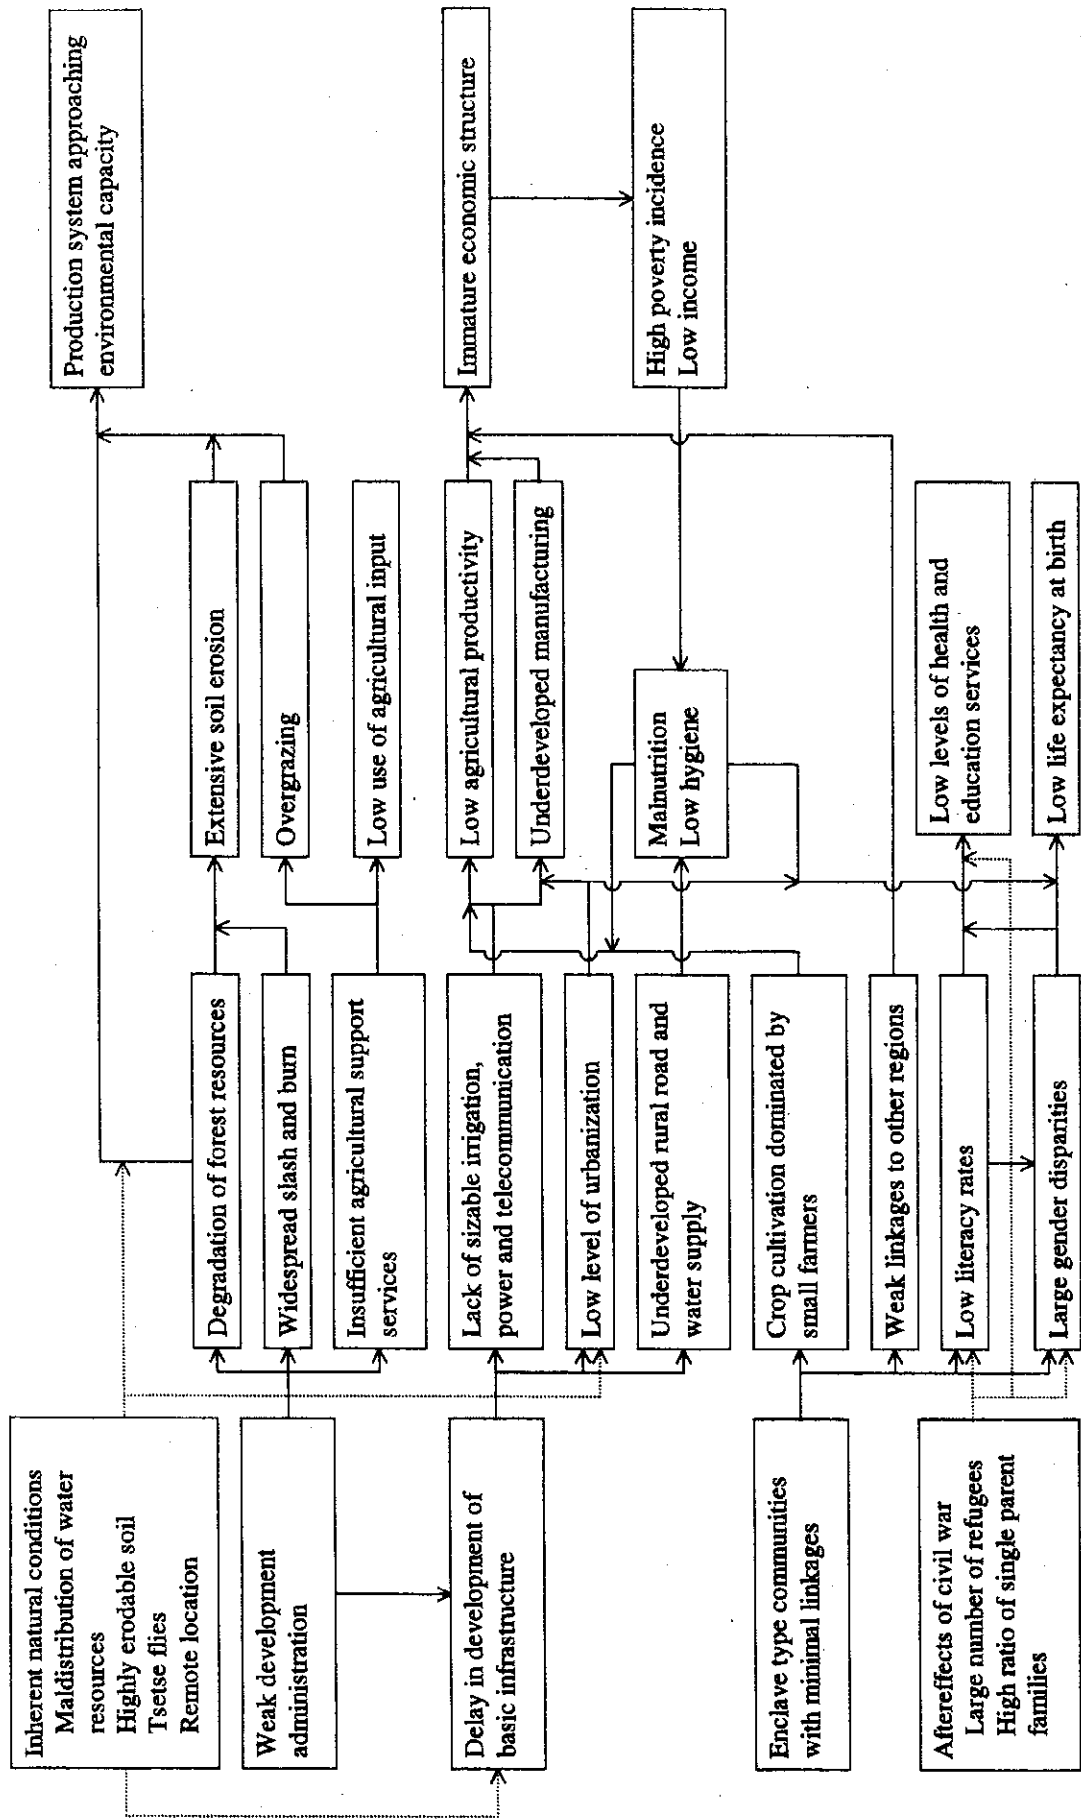 Inherent natural conditions
Maldistribution of water
resources
Highly erodable soil
Tsetse flies
Remote location
Weak development
administration
Delay in development of
basic infrastructure
Enclave type communities
with minimal linkages
Aftereffects of civil war
Large number of refugees
High ratio of single parent
families
Degradation of forest resources
Widespread slash and burn
Insufficient agricultural support
services
Lack of sizable irrigation,
power and telecommunication
Low level of urbanization
Underdeveloped rural road and
water supply
Crop cultivation dominated by
small farmers
Weak linkages to other regions
Low literacy rates
Large gender disparities
Extensive soil erosion
Overgrazing
Low use of agricultural input
Low agricultural productivity
Underdeveloped manufacturing
Malnutrition
Low hygiene
Low levels of health and
education services
Low life expectancy at birth
Production system approaching
environmental capacity
Immature economic structure
High poverty incidence
Low income